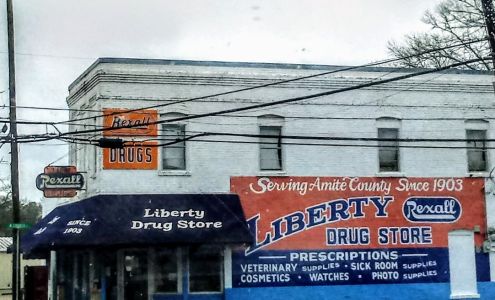 Rexall
DRUGS
Rexall
SINCE
1903
Liberty
Drug Store
Serving Amité County Since 1903
LIBERTY Rexall
DRUG STORE
PRESCRIPTIONS
VETERINARY SUPPLIES • SICK ROOM SUPPLIES
COSMETICS • WATCHES • PHOTO SUPPLIES